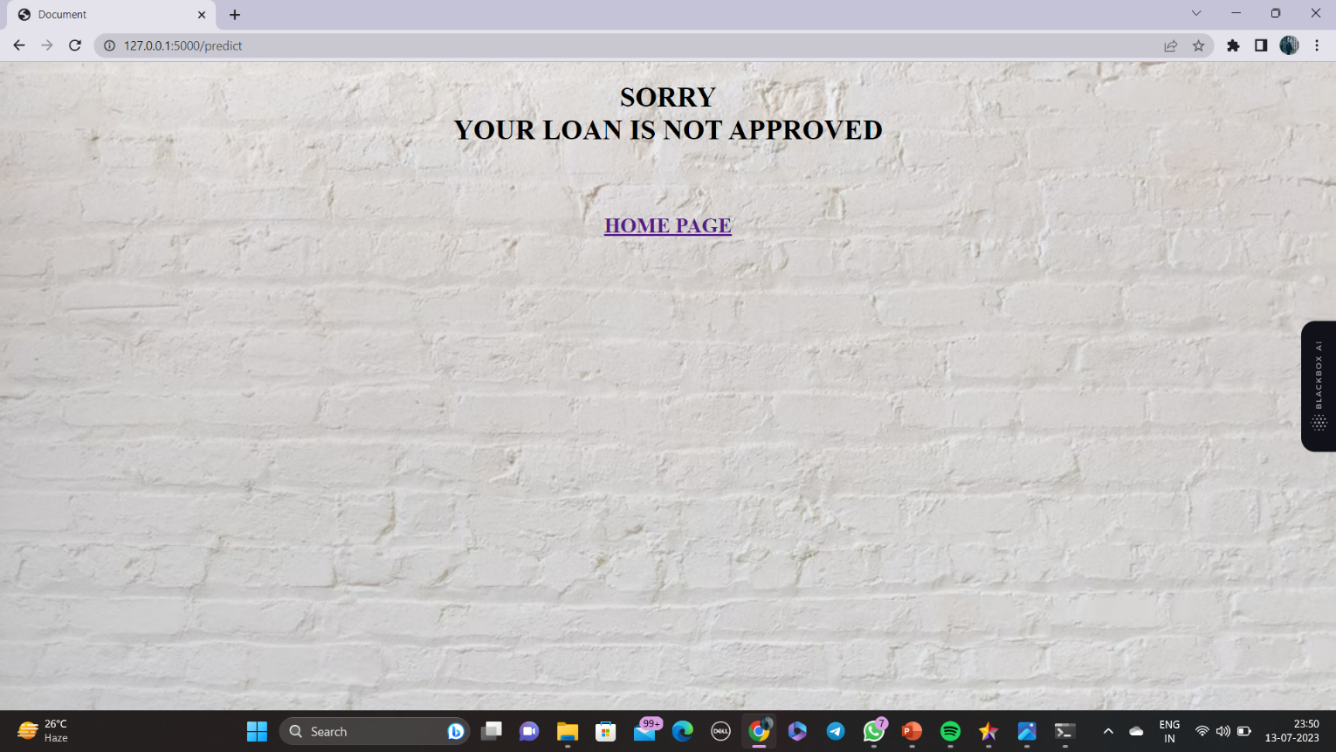 Document
127.0.0.1:5000/predict
SORRY
YOUR LOAN IS NOT APPROVED
HOME PAGE
BLACKBOX AI
26°C
Haze
Search
99+
DELL
7
ENG
IN
23:50
13-07-2023